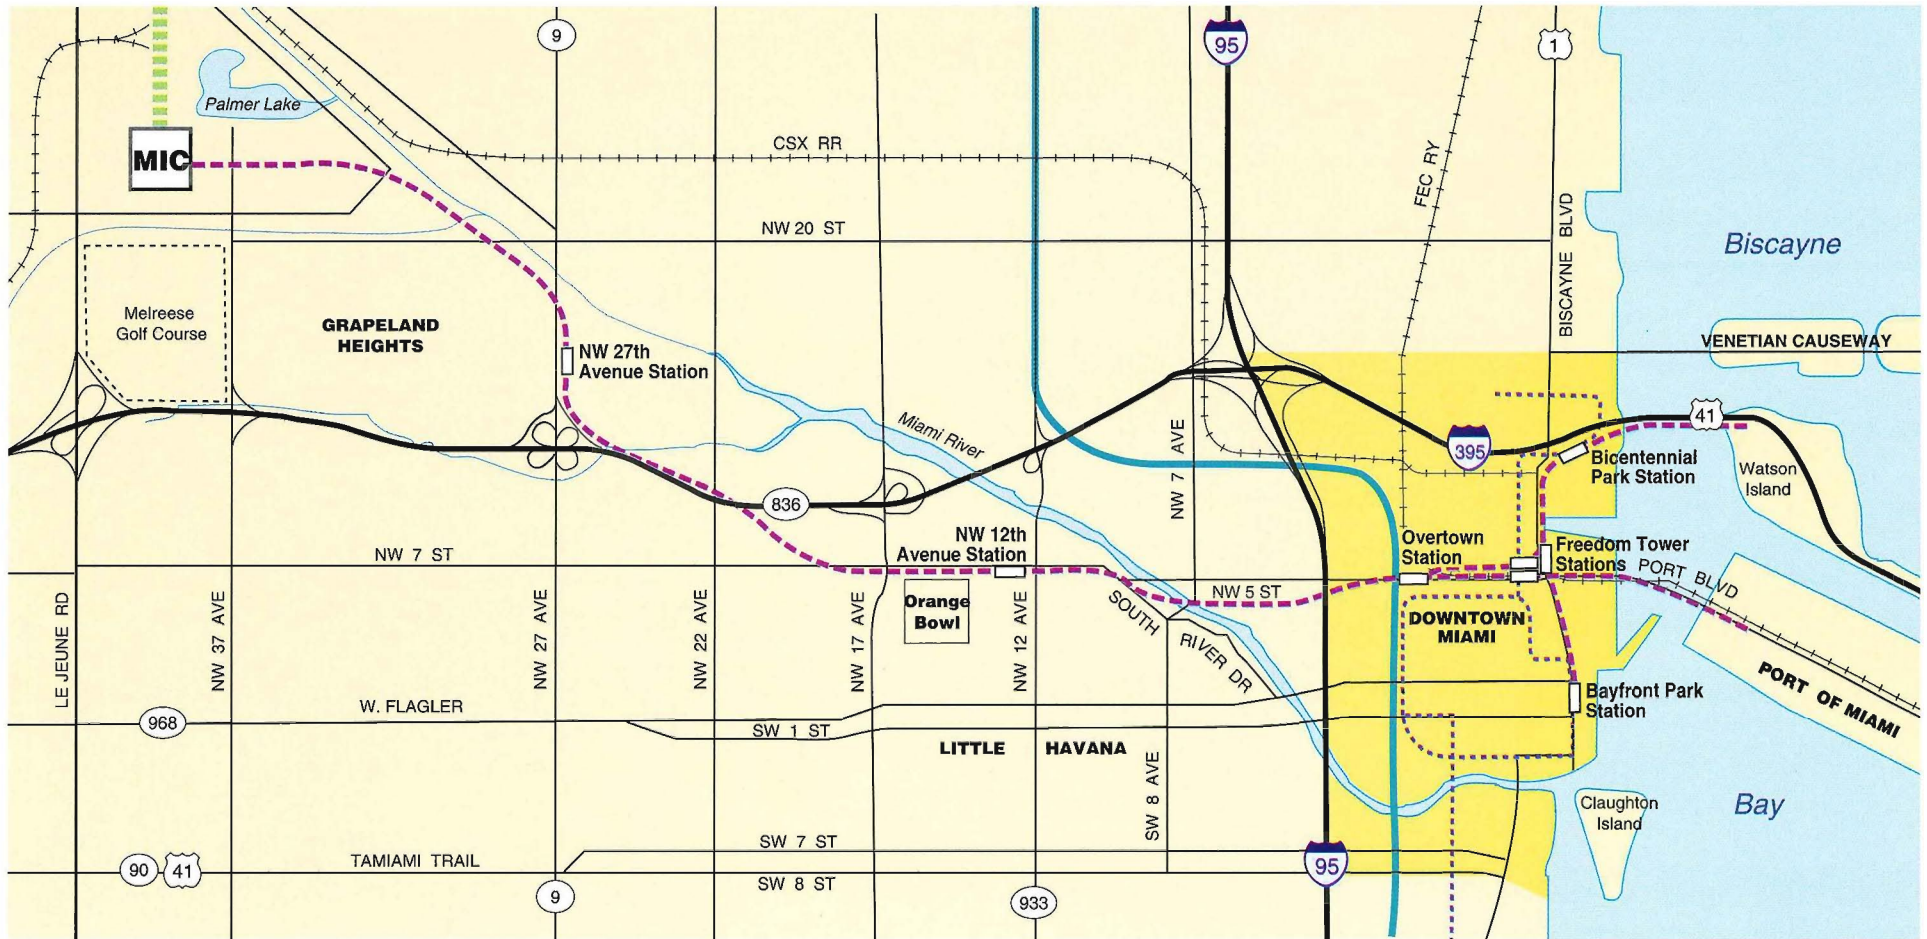 9
95
1
Palmer Lake
MIC
CSX RR
FEC RY
BISCAYNE BLVD
NW 20 ST
Biscayne
Melreese
Golf Course
GRAPELAND
HEIGHTS
NW 27th
Avenue Station
VENETIAN CAUSEWAY
Miami River
NW 7 AVE
41
395
Bicentennial
Park Station
Watson
Island
836
NW 12th
Avenue Station
Overtown
Station
Freedom Tower
Stations
PORT BLVD
NW 7 ST
NW 5 ST
Orange
Bowl
SOUTH RIVER DR
DOWNTOWN
MIAMI
LE JEUNE RD
NW 37 AVE
NW 27 AVE
NW 22 AVE
NW 17 AVE
NW 12 AVE
PORT OF MIAMI
Bayfront Park
Station
968
W. FLAGLER
SW 1 ST
LITTLE HAVANA
SW 8 AVE
Claughton
Island
Bay
SW 7 ST
90
41
TAMIAMI TRAIL
SW 8 ST
95
9
933